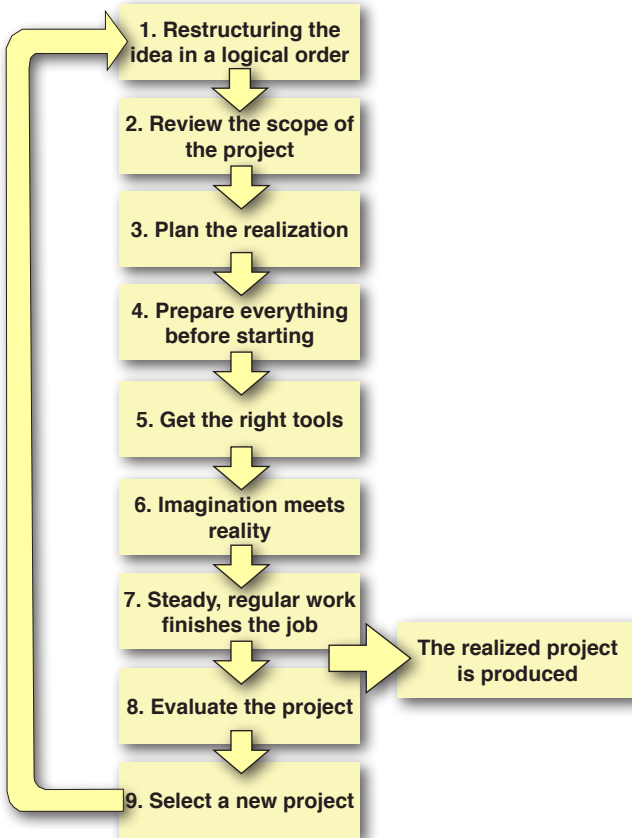 1. Restructuring the
idea in a logical order
2. Review the scope of
the project
3. Plan the realization
4. Prepare everything
before starting
5. Get the right tools
6. Imagination meets
reality
7. Steady, regular work
finishes the job
The realized project
is produced
8. Evaluate the project
9. Select a new project